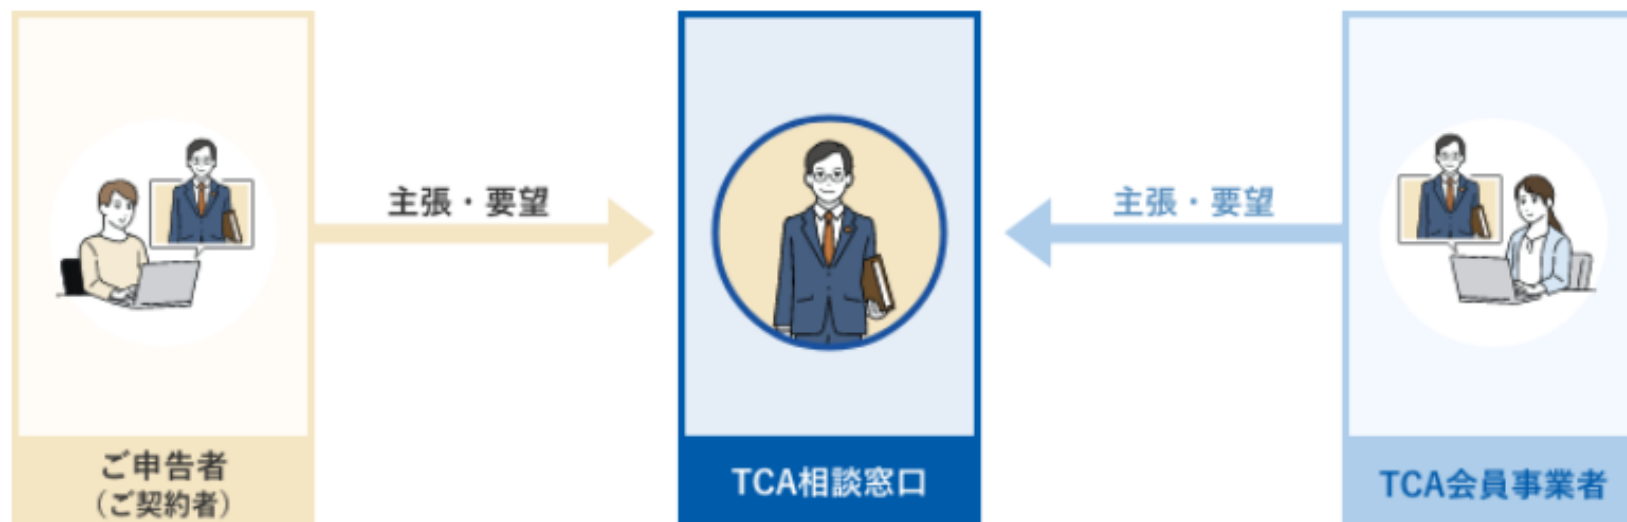 主張・要望
主張・要望
ご申告者
（ご契約者）
TCA相談窓口
TCA会員事業者